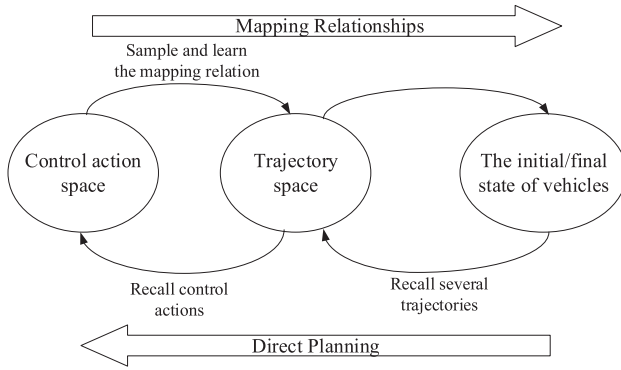 Mapping Relationships
Sample and learn
the mapping relation
Control action
space
Trajectory
space
The initial/final
state of vehicles
Recall control
actions
Recall several
trajectories
Direct Planning